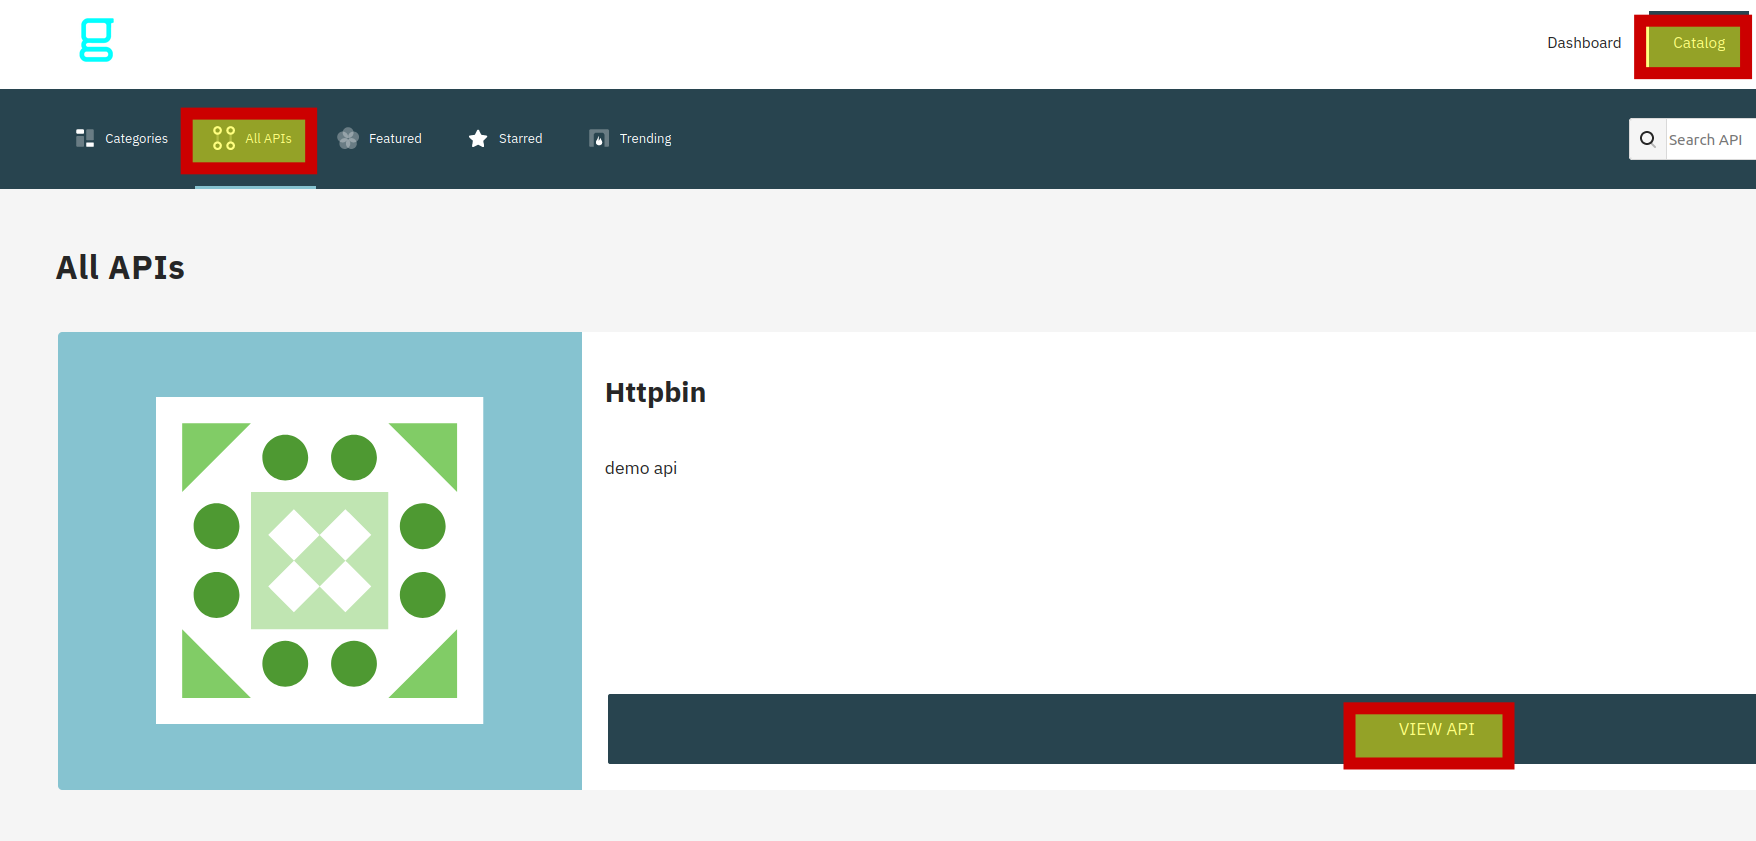 Dashboard Catalog
Categories All APIs Featured Starred Trending Search API
All APIs
Httpbin
demo api
VIEW API